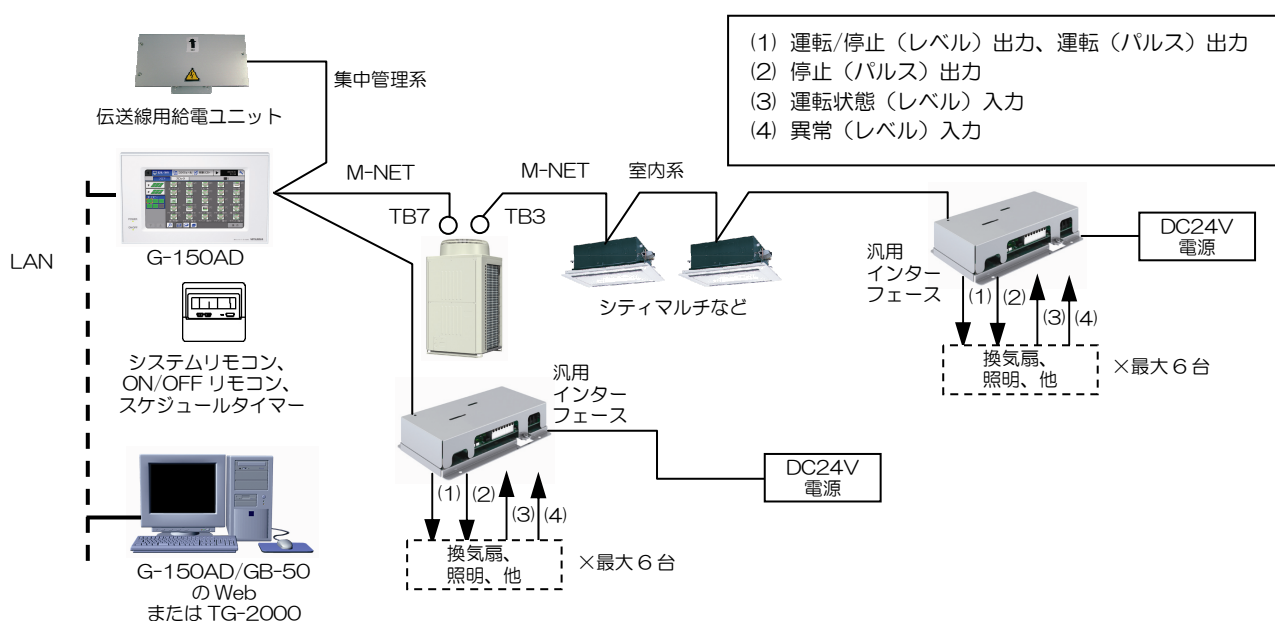 (1) 運転/停止（レベル）出力、運転（パルス）出力
(2) 停止（パルス）出力
(3) 運転状態（レベル）入力
(4) 異常（レベル）入力
集中管理系
伝送線用給電ユニット
M-NET
M-NET
室内系
TB7
TB3
DC24V
電源
LAN
G-150AD
汎用
インター
フェース
シティマルチなど
(1)
(2)
(3)
(4)
換気扇、
照明、他
×最大６台
システムリモコン、
ON/OFF リモコン、
スケジュールタイマー
汎用
インター
フェース
DC24V
電源
(1)
(2)
(3)
(4)
換気扇、
照明、他
×最大６台
G-150AD/GB-50
の Web
または TG-2000